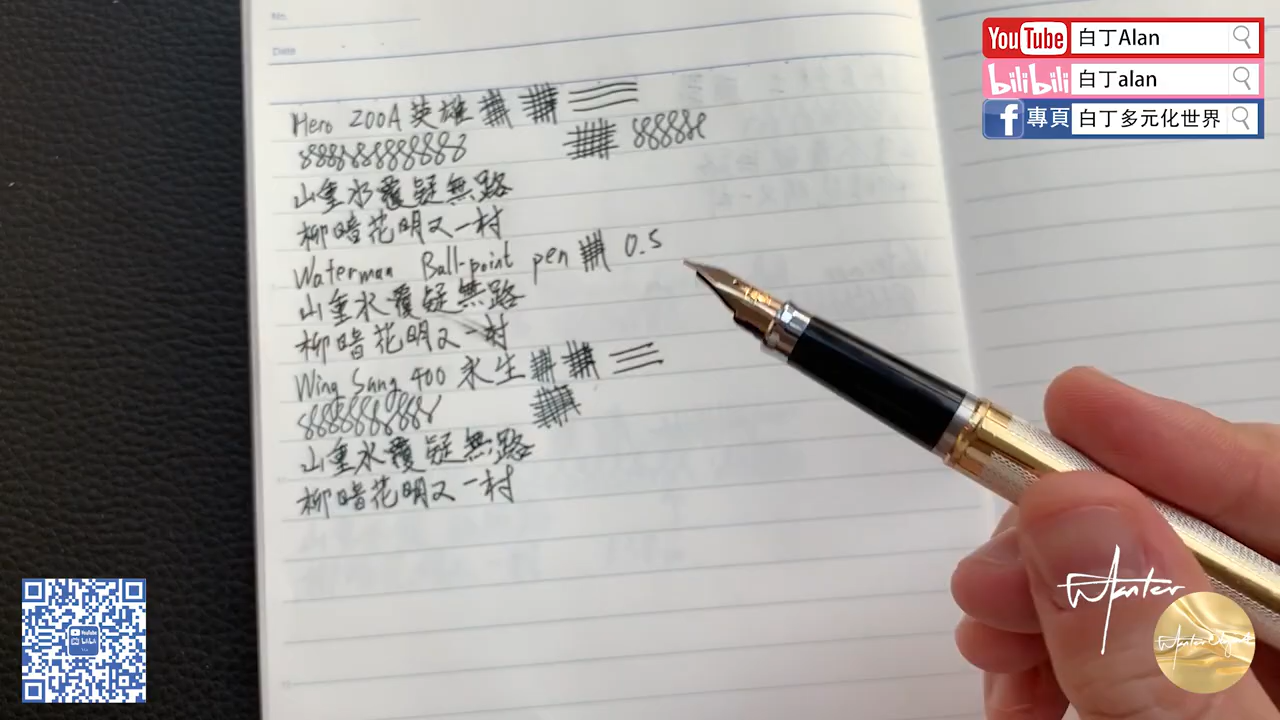 No.
Date
Hero 200A 英雄
888888888888
888888
山重水覆疑無路
柳暗花明又一村
Waterman Ball-point pen 0.5
山重水覆疑無路
柳暗花明又一村
Wing Sung 400 永生
8888888888
山重水覆疑無路
柳暗花明又一村
YouTube 白丁Alan
bilibili 白丁alan
f 專頁 白丁多元化世界
Wanter